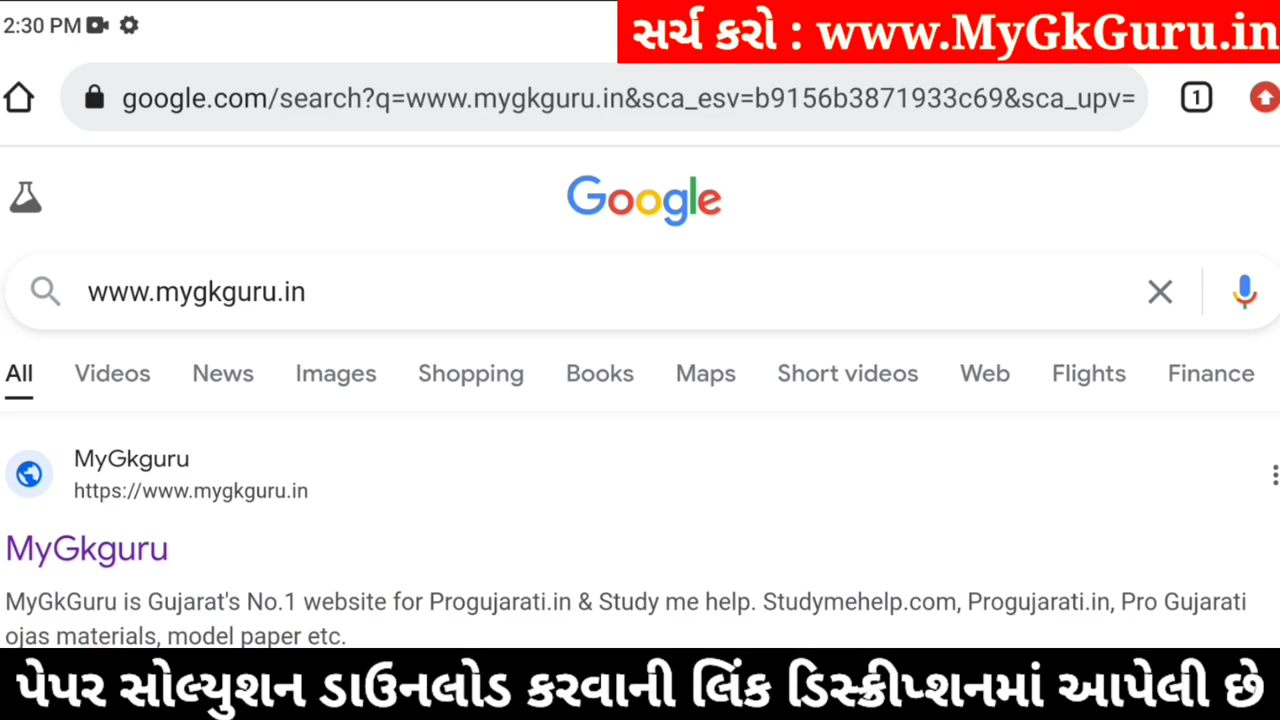 2:30 PM
સર્ચ કરો : www.MyGkGuru.in
google.com/search?q=www.mygkguru.in&sca_esv=b9156b3871933c69&sca_upv=
1
Google
www.mygkguru.in
All Videos News Images Shopping Books Maps Short videos Web Flights Finance
MyGkguru
https://www.mygkguru.in
MyGkguru
MyGkGuru is Gujarat's No.1 website for Progujarati.in & Study me help. Studymehelp.com, Progujarati.in, Pro Gujarati
ojas materials, model paper etc.
પેપર સોલ્યુશન ડાઉનલોડ કરવાની લિંક ડિસ્ક્રીપ્શનમાં આપેલી છે